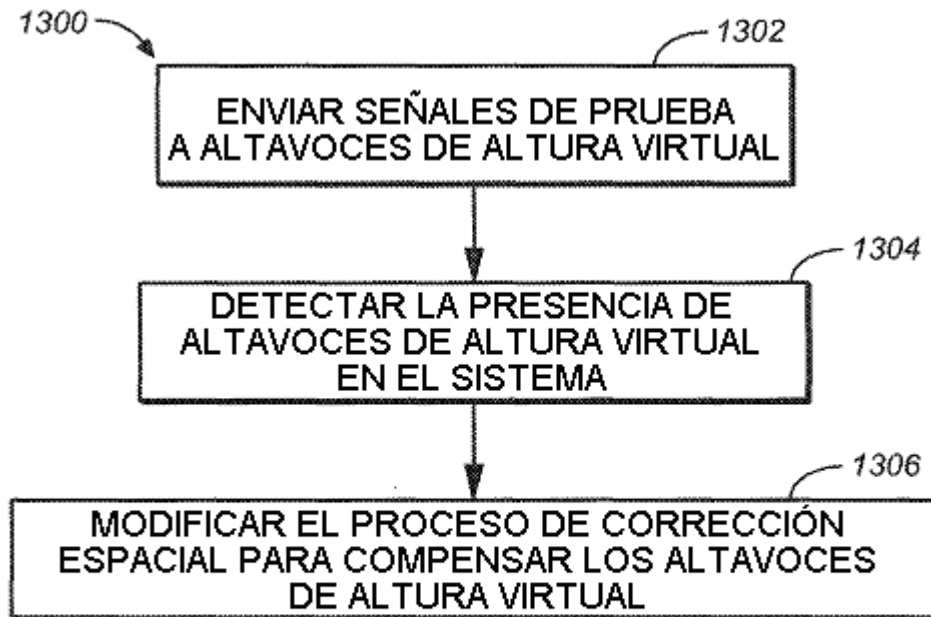 1300
1302
ENVIAR SEÑALES DE PRUEBA
A ALTAVOCES DE ALTURA VIRTUAL
1304
DETECTAR LA PRESENCIA DE
ALTAVOCES DE ALTURA VIRTUAL
EN EL SISTEMA
1306
MODIFICAR EL PROCESO DE CORRECCIÓN
ESPACIAL PARA COMPENSAR LOS ALTAVOCES
DE ALTURA VIRTUAL